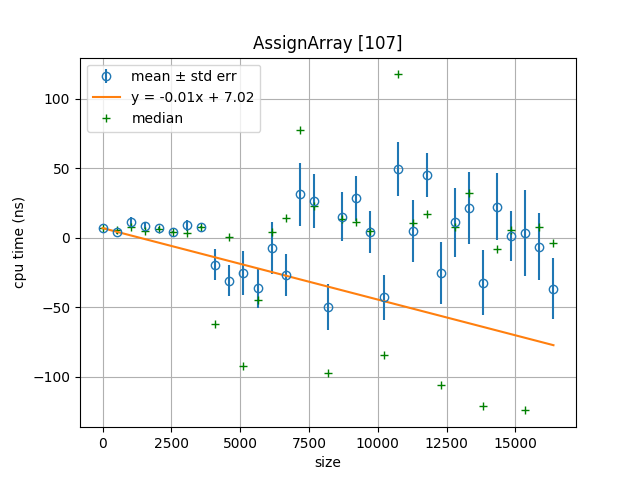 AssignArray [107]
mean ± std err
y = -0.01x + 7.02
median
cpu time (ns)
100
50
0
−50
−100
0 2500 5000 7500 10000 12500 15000
size